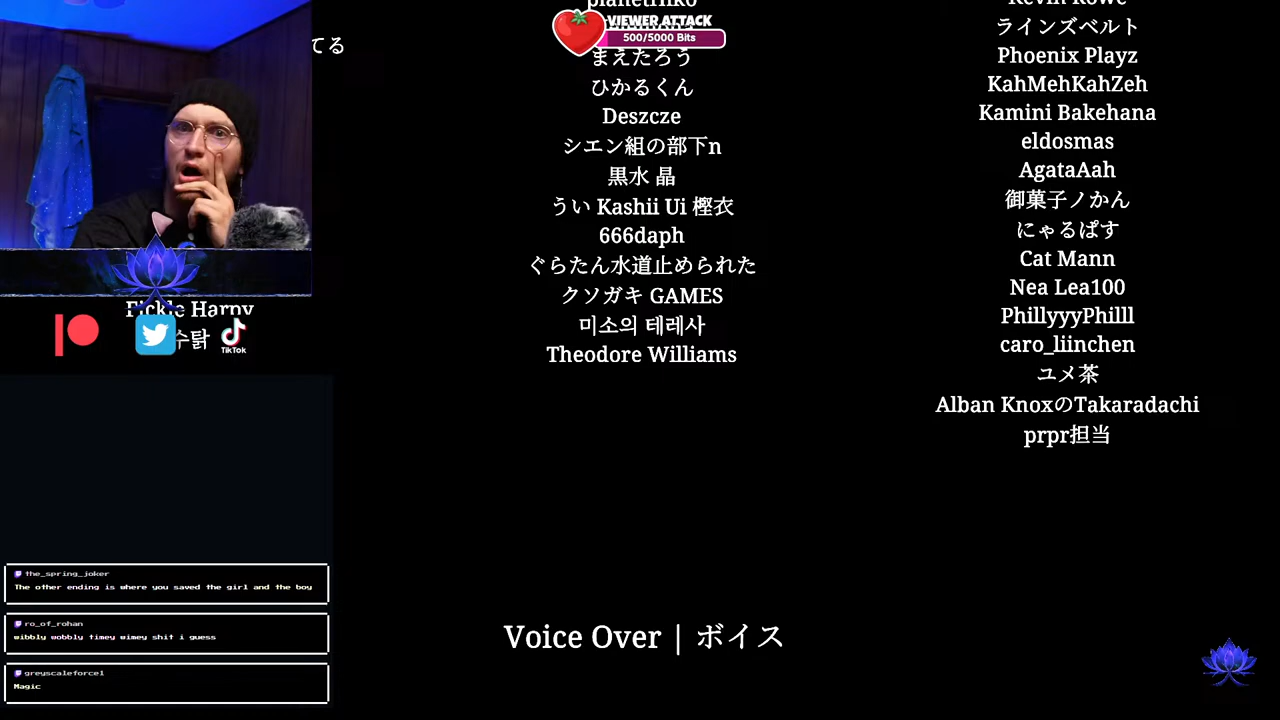 てる
Fickle Harpy
수탉
TikTok
VIEWER ATTACK
500/5000 Bits
まえたろう
ひかるくん
Deszcze
シエン組の部下n
黒水 晶
うい Kashii Ui 樫衣
666daph
ぐらたん水道止められた
クソガキ GAMES
미소의 테레사
Theodore Williams
Kevin Rowe
ラインズベルト
Phoenix Playz
KahMehKahZeh
Kamini Bakehana
eldosmas
AgataAah
御菓子ノかん
にゃるぱす
Cat Mann
Nea Lea100
PhillyyyPhilll
caro_liinchen
ユメ茶
Alban KnoxのTakaradachi
prpr担当
the_spring_joker
The other ending is where you saved the girl and the boy
ro_of_rohan
wibbly wobbly timey wimey shit i guess
greyscaleforce1
Magic
Voice Over | ボイス